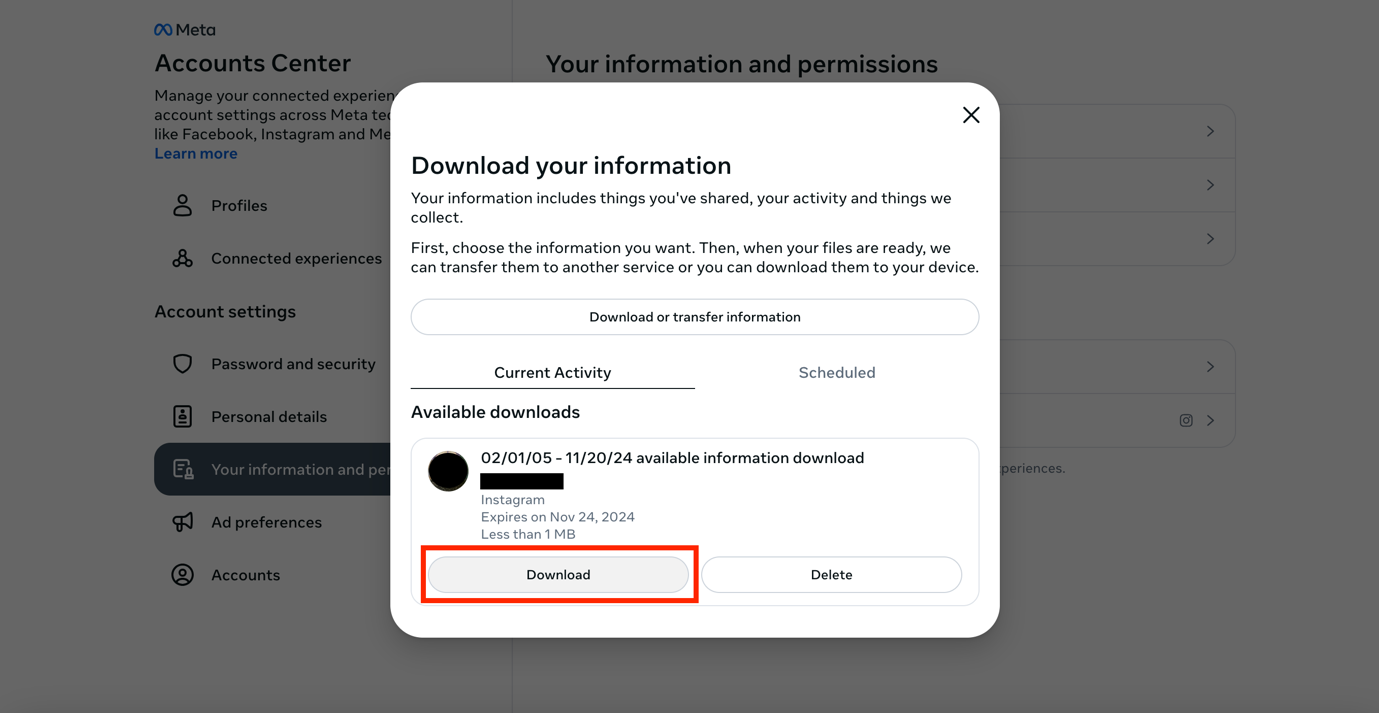 Meta
Accounts Center
Manage your connected experien
account settings across Meta tec
like Facebook, Instagram and Me
Learn more
Profiles
Connected experiences
Account settings
Password and security
Personal details
Your information and per
Ad preferences
Accounts
Your information and permissions
periences.
Download your information
Your information includes things you've shared, your activity and things we
collect.
First, choose the information you want. Then, when your files are ready, we
can transfer them to another service or you can download them to your device.
Download or transfer information
Current Activity
Scheduled
Available downloads
02/01/05 - 11/20/24 available information download
Instagram
Expires on Nov 24, 2024
Less than 1 MB
Download
Delete